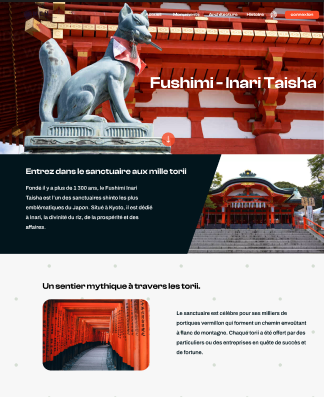 Architecture
Histoire
connexion
Fushimi - Inari Taisha
Entrez dans le sanctuaire aux mille torii
Fondé il y a plus de 1 300 ans, le Fushimi Inari
Taisha est l'un des sanctuaires shinto les plus
emblématiques du Japon. Situé à Kyoto, il est dédié
à Inari, la divinité du riz, de la prospérité et des
affaires.
Un sentier mythique à travers les torii.
Le sanctuaire est célèbre pour ses milliers de
portiques vermillon qui forment un chemin envoûtant
à flanc de montagne. Chaque torii a été offert par des
particuliers ou des entreprises en quête de succès et
de fortune.